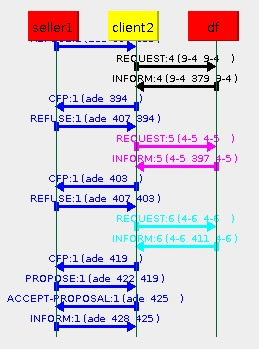 seller1 client2 df
REQUEST:4 (9-4 9-4 )
INFORM:4 (9-4 379 9-4)
CFP:1 (ade 394 )
REFUSE:1 (ade 407 394)
REQUEST:5 (4-5 4-5 )
INFORM:5 (4-5 397 4-5)
CFP:1 (ade 403 )
REFUSE:1 (ade 407 403)
REQUEST:6 (4-6 4-6 )
INFORM:6 (4-6 411 4-6)
CFP:1 (ade 419 )
PROPOSE:1 (ade 422 419)
ACCEPT-PROPOSAL:1 (ade 425 )
INFORM:1 (ade 428 425)